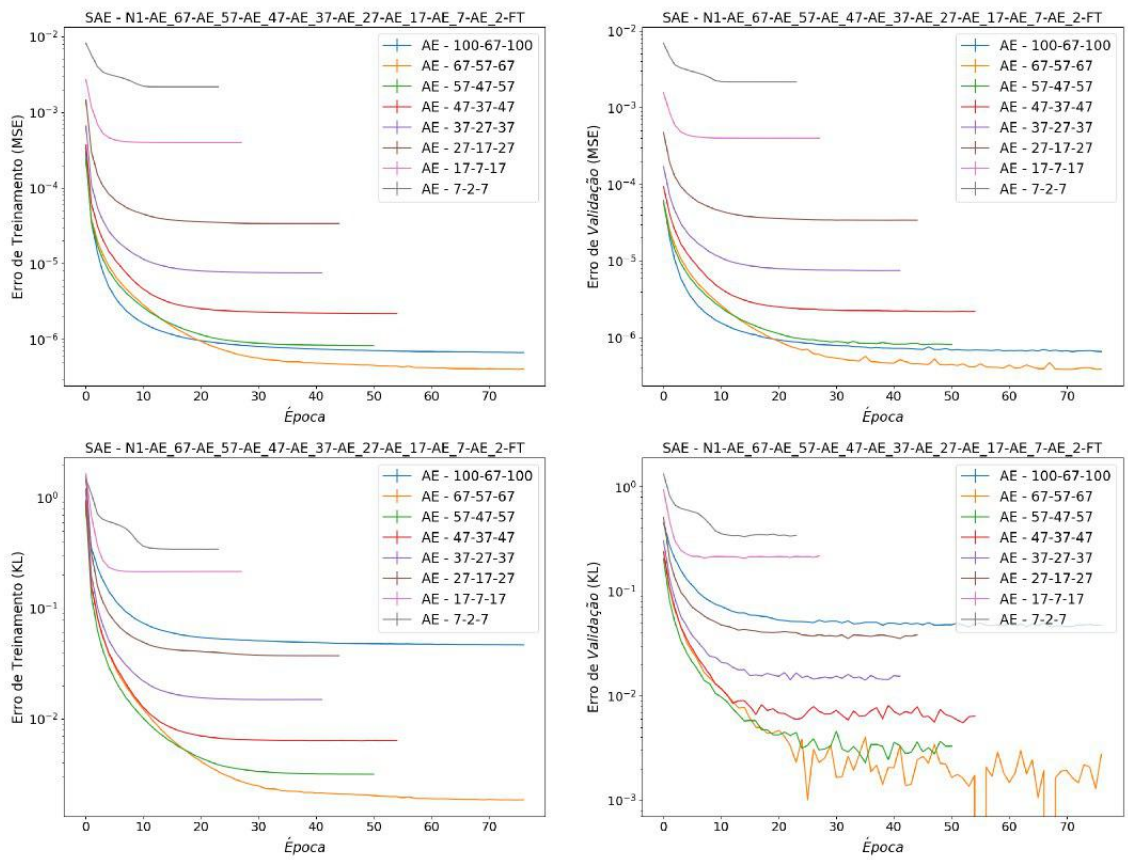 SAE - N1-AE_67-AE_57-AE_47-AE_37-AE_27-AE_17-AE_7-AE_2-FT
10⁻²
10⁻³
10⁻⁴
10⁻⁵
10⁻⁶
Erro de Treinamento (MSE)
AE - 100-67-100
AE - 67-57-67
AE - 57-47-57
AE - 47-37-47
AE - 37-27-37
AE - 27-17-27
AE - 17-7-17
AE - 7-2-7
0 10 20 30 40 50 60 70
Época
SAE - N1-AE_67-AE_57-AE_47-AE_37-AE_27-AE_17-AE_7-AE_2-FT
10⁻²
10⁻³
10⁻⁴
10⁻⁵
10⁻⁶
Erro de Validação (MSE)
AE - 100-67-100
AE - 67-57-67
AE - 57-47-57
AE - 47-37-47
AE - 37-27-37
AE - 27-17-27
AE - 17-7-17
AE - 7-2-7
0 10 20 30 40 50 60 70
Época
SAE - N1-AE_67-AE_57-AE_47-AE_37-AE_27-AE_17-AE_7-AE_2-FT
10⁰
10⁻¹
10⁻²
Erro de Treinamento (KL)
AE - 100-67-100
AE - 67-57-67
AE - 57-47-57
AE - 47-37-47
AE - 37-27-37
AE - 27-17-27
AE - 17-7-17
AE - 7-2-7
0 10 20 30 40 50 60 70
Época
SAE - N1-AE_67-AE_57-AE_47-AE_37-AE_27-AE_17-AE_7-AE_2-FT
10⁰
10⁻¹
10⁻²
10⁻³
Erro de Validação (KL)
AE - 100-67-100
AE - 67-57-67
AE - 57-47-57
AE - 47-37-47
AE - 37-27-37
AE - 27-17-27
AE - 17-7-17
AE - 7-2-7
0 10 20 30 40 50 60 70
Época